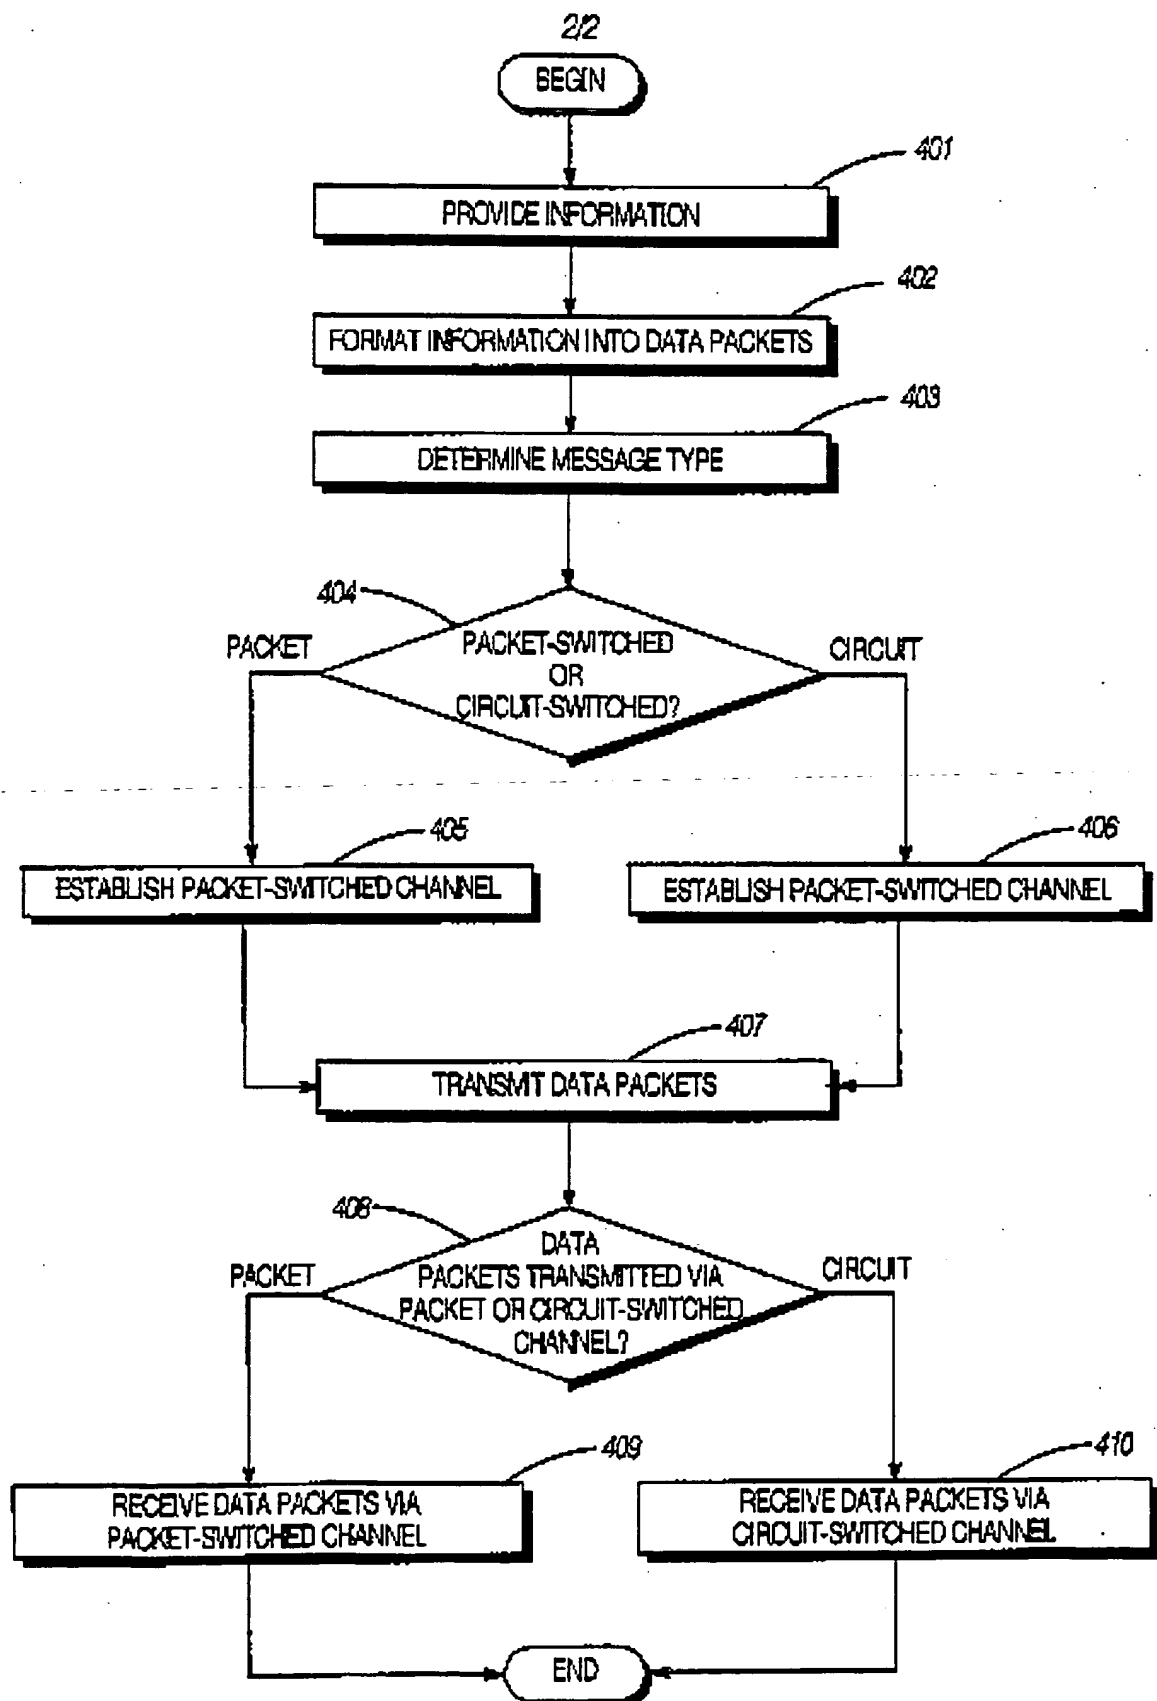 2/2
BEGIN
401
PROVIDE INFORMATION
402
FORMAT INFORMATION INTO DATA PACKETS
403
DETERMINE MESSAGE TYPE
404
PACKET
PACKET-SWITCHED
OR
CIRCUIT-SWITCHED?
CIRCUIT
405
ESTABLISH PACKET-SWITCHED CHANNEL
406
ESTABLISH PACKET-SWITCHED CHANNEL
407
TRANSMIT DATA PACKETS
408
PACKET
DATA
PACKETS TRANSMITTED VIA
PACKET OR CIRCUIT-SWITCHED
CHANNEL?
CIRCUIT
409
RECEIVE DATA PACKETS VIA
PACKET-SWITCHED CHANNEL
410
RECEIVE DATA PACKETS VIA
CIRCUIT-SWITCHED CHANNEL
END